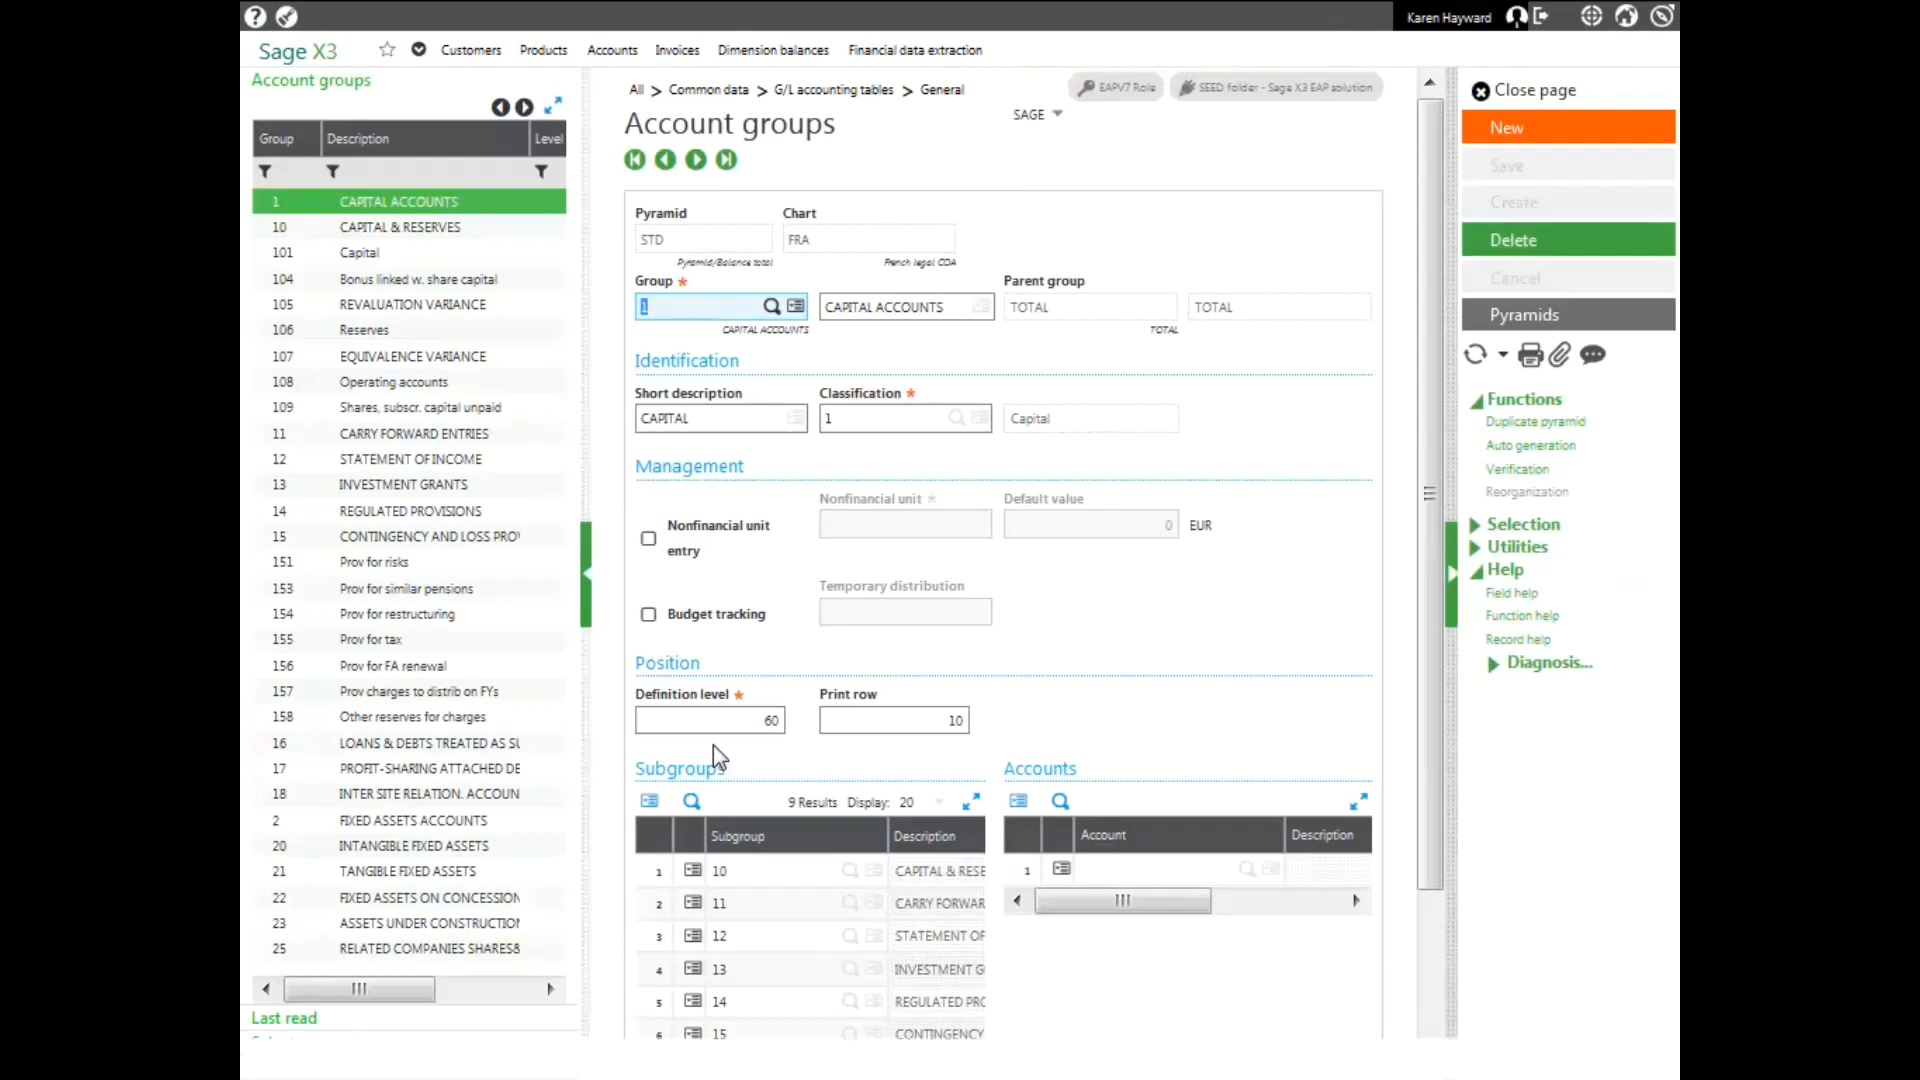 Karen Hayward
Sage X3
Customers Products Accounts Invoices Dimension balances Financial data extraction
Account groups
Group Description Level
1 CAPITAL ACCOUNTS
10 CAPITAL & RESERVES
101 Capital
104 Bonus linked w. share capital
105 REVALUATION VARIANCE
106 Reserves
107 EQUIVALENCE VARIANCE
108 Operating accounts
109 Shares, subscr. capital unpaid
11 CARRY FORWARD ENTRIES
12 STATEMENT OF INCOME
13 INVESTMENT GRANTS
14 REGULATED PROVISIONS
15 CONTINGENCY AND LOSS PROV
151 Prov for risks
153 Prov for similar pensions
154 Prov for restructuring
155 Prov for tax
156 Prov for FA renewal
157 Prov charges to distrib on FYs
158 Other reserves for charges
16 LOANS & DEBTS TREATED AS SU
17 PROFIT-SHARING ATTACHED DE
18 INTER SITE RELATION. ACCOUN
2 FIXED ASSETS ACCOUNTS
20 INTANGIBLE FIXED ASSETS
21 TANGIBLE FIXED ASSETS
22 FIXED ASSETS ON CONCESSION
23 ASSETS UNDER CONSTRUCTION
25 RELATED COMPANIES SHARES&
Last read
All > Common data > G/L accounting tables > General
EAPV7 Role
SEED folder - Sage X3 EAP solution
SAGE
Account groups
Pyramid Chart
STD FRA
Pyramid/Balance total French legal COA
Group * Parent group
1 CAPITAL ACCOUNTS TOTAL TOTAL
CAPITAL ACCOUNTS TOTAL
Identification
Short description Classification *
CAPITAL 1 Capital
Management
Nonfinancial unit * Default value
Nonfinancial unit entry 0 EUR
Temporary distribution
Budget tracking
Position
Definition level * Print row
60 10
Subgroups
9 Results Display: 20
Subgroup Description
1 10 CAPITAL & RESE
2 11 CARRY FORWAR
3 12 STATEMENT OF
4 13 INVESTMENT G
5 14 REGULATED PRO
6 15 CONTINGENCY
Accounts
Account Description
1
Close page
New
Save
Create
Delete
Cancel
Pyramids
Functions
Duplicate pyramid
Auto generation
Verification
Reorganization
Selection
Utilities
Help
Field help
Function help
Record help
Diagnosis...